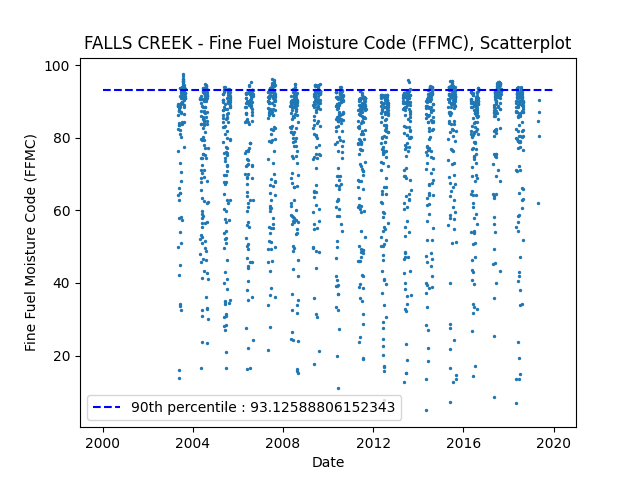 FALLS CREEK - Fine Fuel Moisture Code (FFMC), Scatterplot
Fine Fuel Moisture Code (FFMC)
100
80
60
40
20
90th percentile : 93.12588806152343
2000
2004
2008
2012
2016
2020
Date